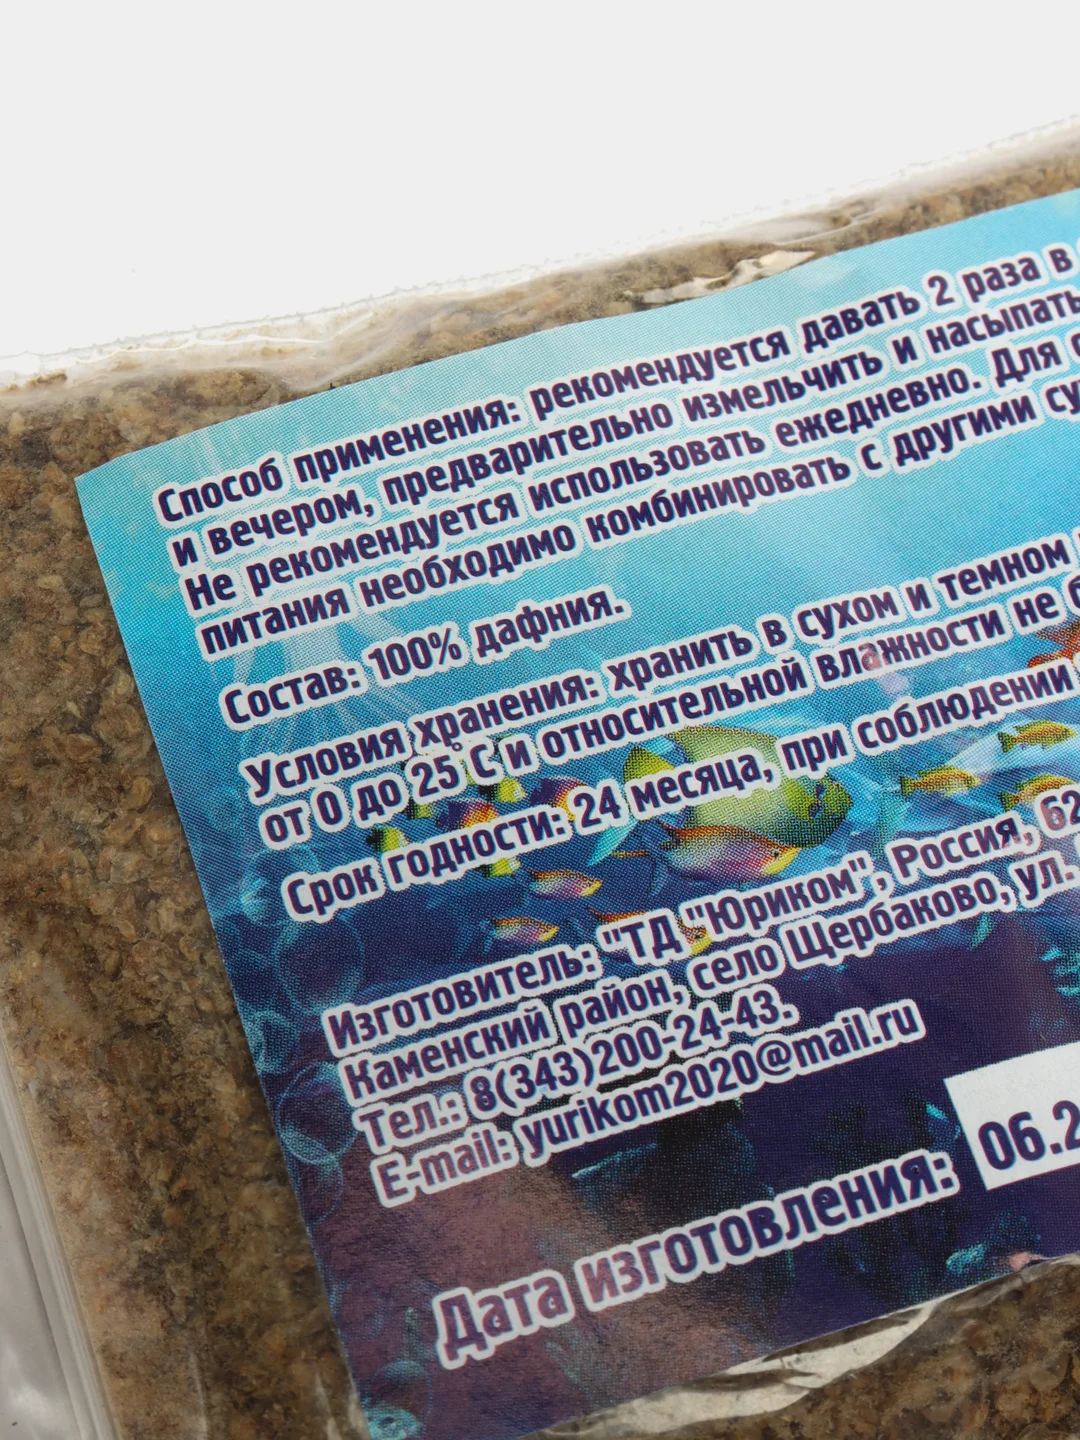 Способ применения: рекомендуется давать 2 раза в
и вечером, предварительно измельчить и насыпать
Не рекомендуется использовать ежедневно. Для
питания необходимо комбинировать с другими
Состав: 100% дафния.
Условия хранения: хранить в сухом и темном
от 0 до 25°С и относительной влажности не
Срок годности: 24 месяца, при соблюдении
Изготовитель: "ТД "Юриком", Россия, 62
Каменский район, село Щербаково, ул.
Тел.: 8(343)200-24-43.
E-mail: yurikom2020@mail.ru
Дата изготовления: 06.2